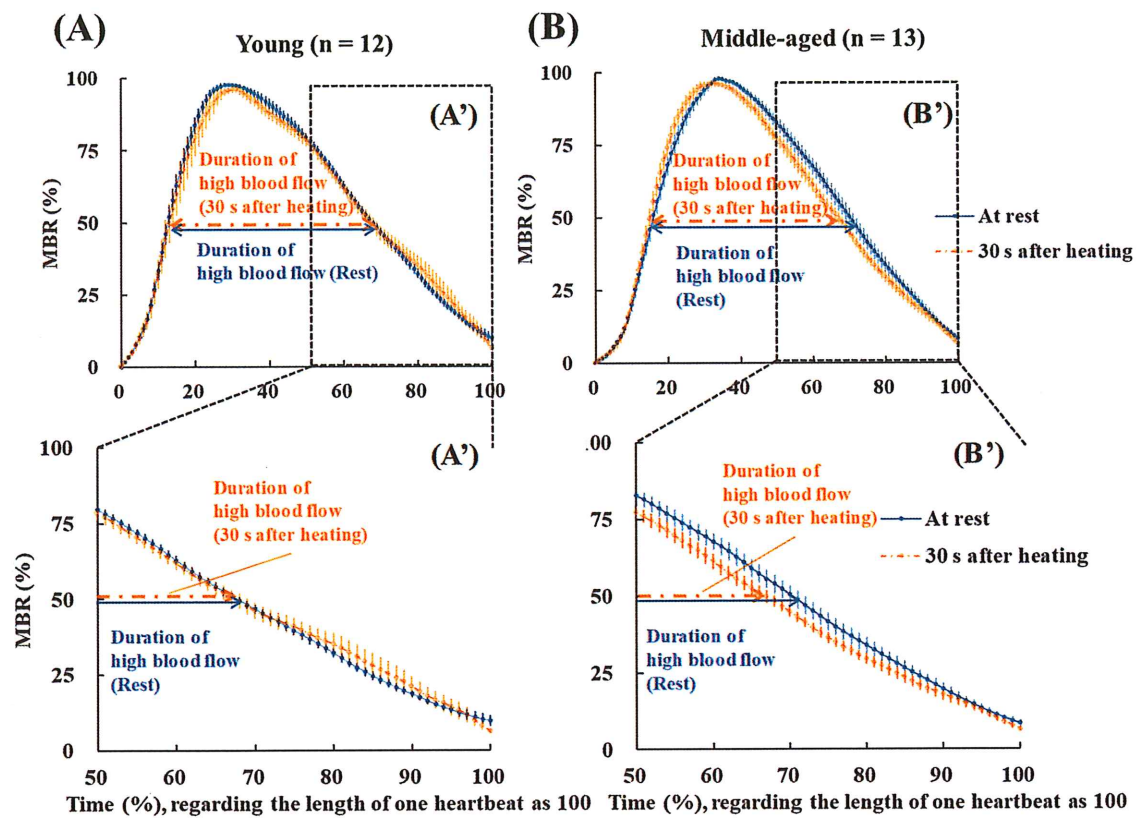 (A)
Young (n = 12)
MBR (%)
100
75
50
25
0
(A')
Duration of
high blood flow
(30 s after heating)
Duration of
high blood flow (Rest)
0 20 40 60 80 100
(B)
Middle-aged (n = 13)
MBR (%)
100
75
50
25
0
(B')
Duration of
high blood flow
(30 s after heating)
Duration of
high blood flow
(Rest)
At rest
30 s after heating
0 20 40 60 80 100
MBR (%)
100
75
50
25
0
(A')
Duration of
high blood flow
(30 s after heating)
Duration of
high blood flow
(Rest)
50 60 70 80 90 100
Time (%), regarding the length of one heartbeat as 100
.00
75
50
25
0
(B')
Duration of
high blood flow
(30 s after heating)
Duration of
high blood flow
(Rest)
At rest
30 s after heating
50 60 70 80 90 100
Time (%), regarding the length of one heartbeat as 100